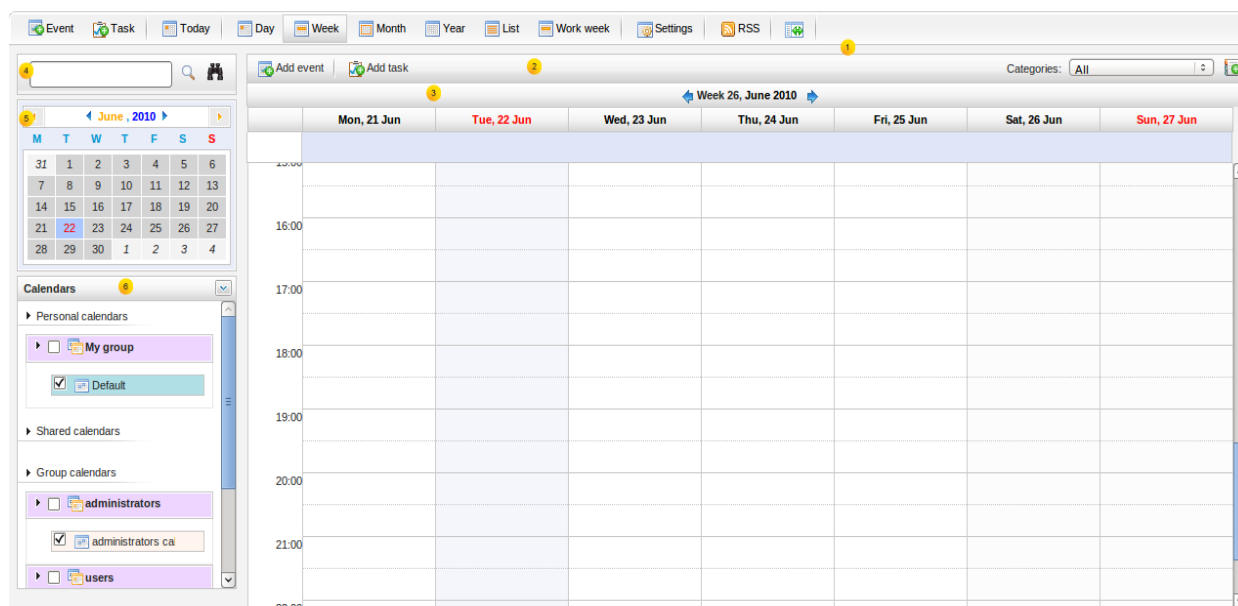 Event Task Today Day Week Month Year List Work week Settings RSS
1
4
Add event Add task 2 Categories: All
3 Week 26, June 2010
5 June , 2010
Mon, 21 Jun Tue, 22 Jun Wed, 23 Jun Thu, 24 Jun Fri, 25 Jun Sat, 26 Jun Sun, 27 Jun
M T W T F S S
31 1 2 3 4 5 6
7 8 9 10 11 12 13
14 15 16 17 18 19 20
21 22 23 24 25 26 27
28 29 30 1 2 3 4
Calendars 6
Personal calendars
My group
Default
Shared calendars
Group calendars
administrators
administrators cal
users
15:00
16:00
17:00
18:00
19:00
20:00
21:00